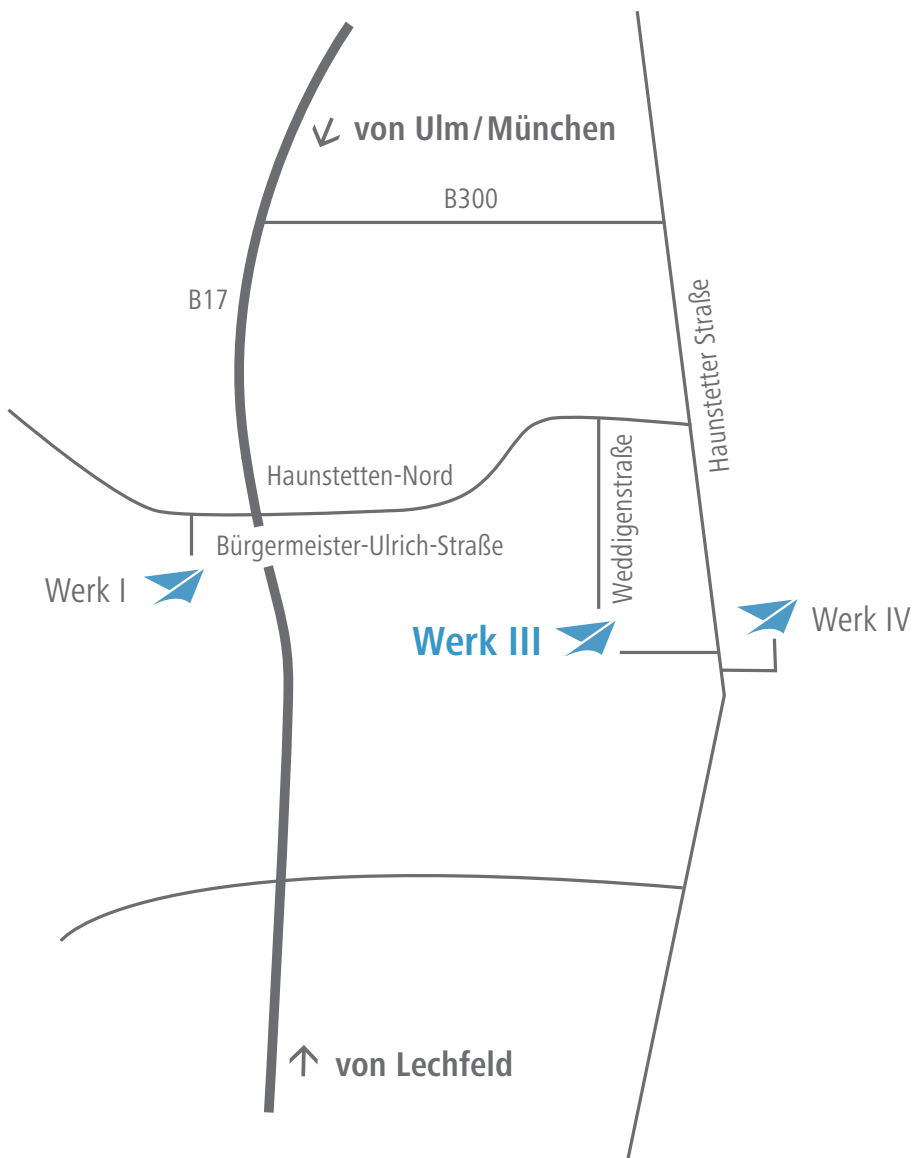 von Ulm/München
B300
B17
Haunstetter Straße
Haunstetten-Nord
Weddigenstraße
Bürgermeister-Ulrich-Straße
Werk I
Werk III
Werk IV
von Lechfeld